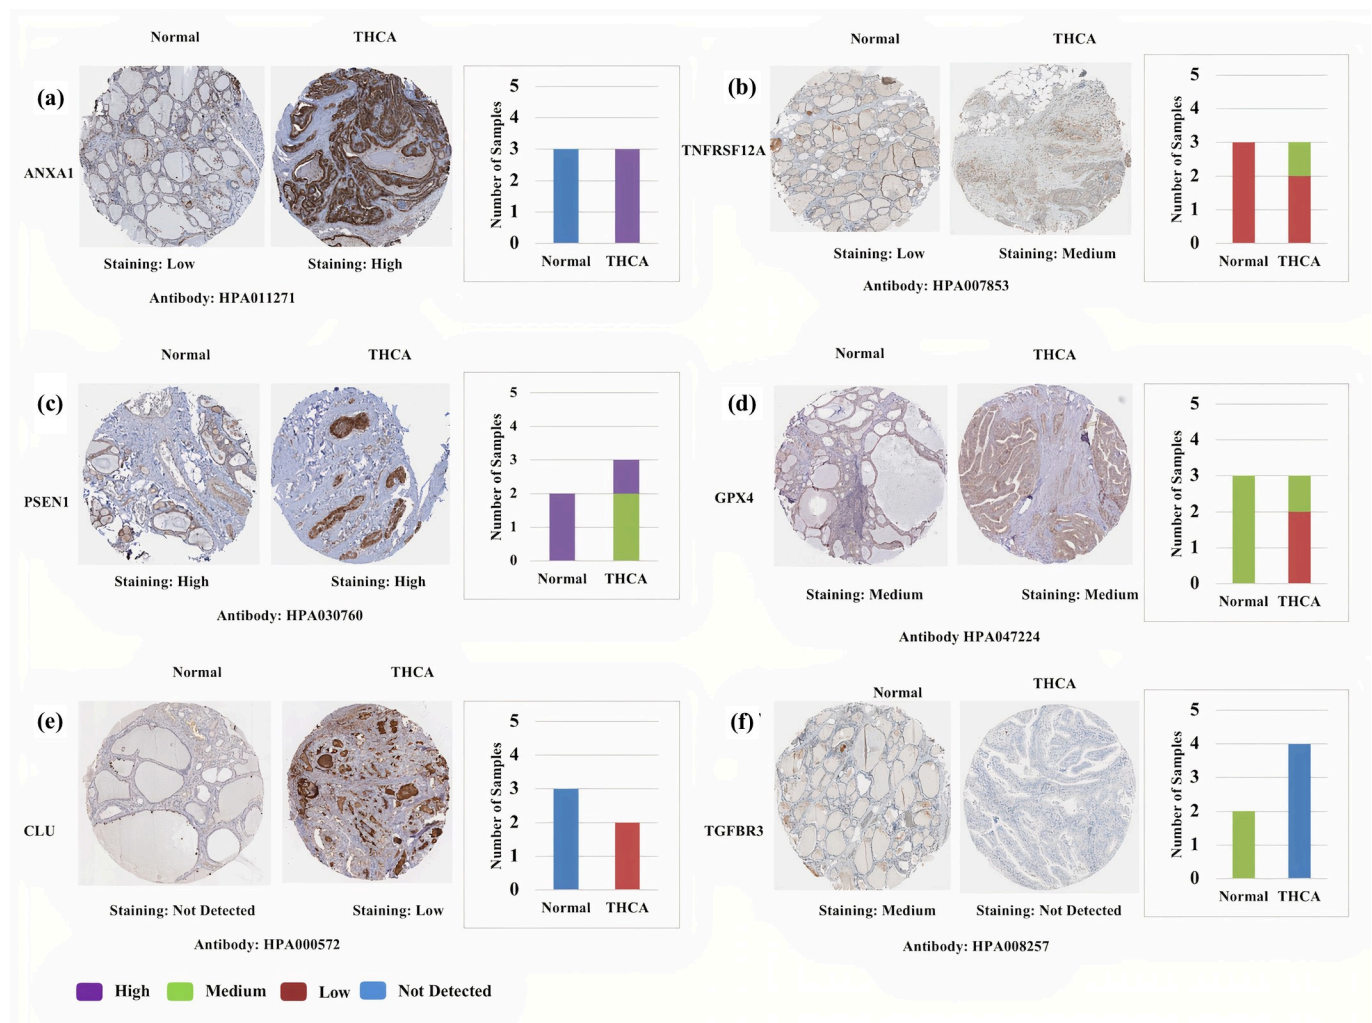 Normal THCA
(a)
ANXA1
Staining: Low Staining: High
Antibody: HPA011271
Number of Samples
5
4
3
2
1
0
Normal THCA
Normal THCA
(b)
TNFRSF12A
Staining: Low Staining: Medium
Antibody: HPA007853
Number of Samples
5
4
3
2
1
0
Normal THCA
Normal THCA
(c)
PSEN1
Staining: High Staining: High
Antibody: HPA030760
Number of Samples
5
4
3
2
1
0
Normal THCA
Normal THCA
(d)
GPX4
Staining: Medium Staining: Medium
Antibody HPA047224
Number of Samples
5
4
3
2
1
0
Normal THCA
Normal THCA
(e)
CLU
Staining: Not Detected Staining: Low
Antibody: HPA000572
Number of Samples
5
4
3
2
1
0
Normal THCA
Normal THCA
(f) '
TGFBR3
Staining: Medium Staining: Not Detected
Antibody: HPA008257
Number of Samples
5
4
3
2
1
0
Normal THCA
High Medium Low Not Detected